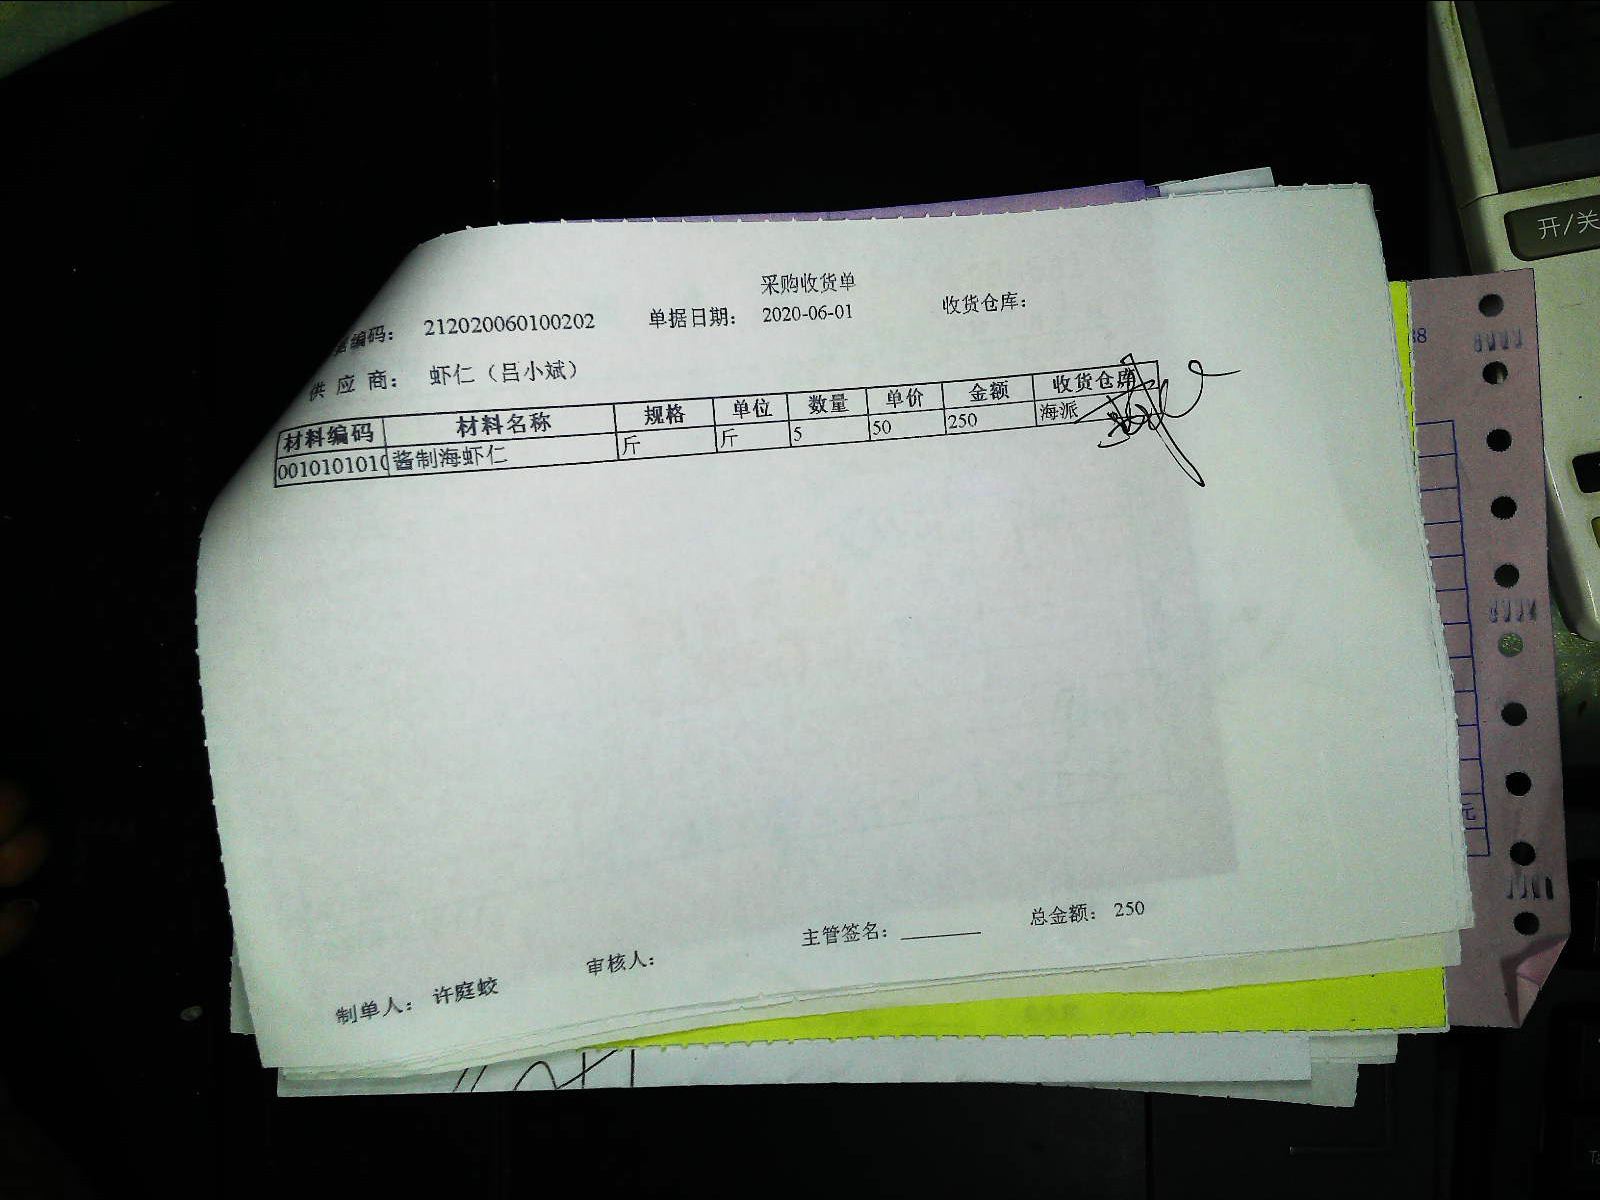 采购收货单
据编码： 212020060100202 单据日期： 2020-06-01 收货仓库：
供 应 商： 虾仁（吕小斌）
材料编码 材料名称 规格 单位 数量 单价 金额 收货仓库
0010101010 酱制海虾仁 斤 斤 5 50 250 海派
制单人： 许庭蛟 审核人： 主管签名： 总金额： 250
开/关
88
元